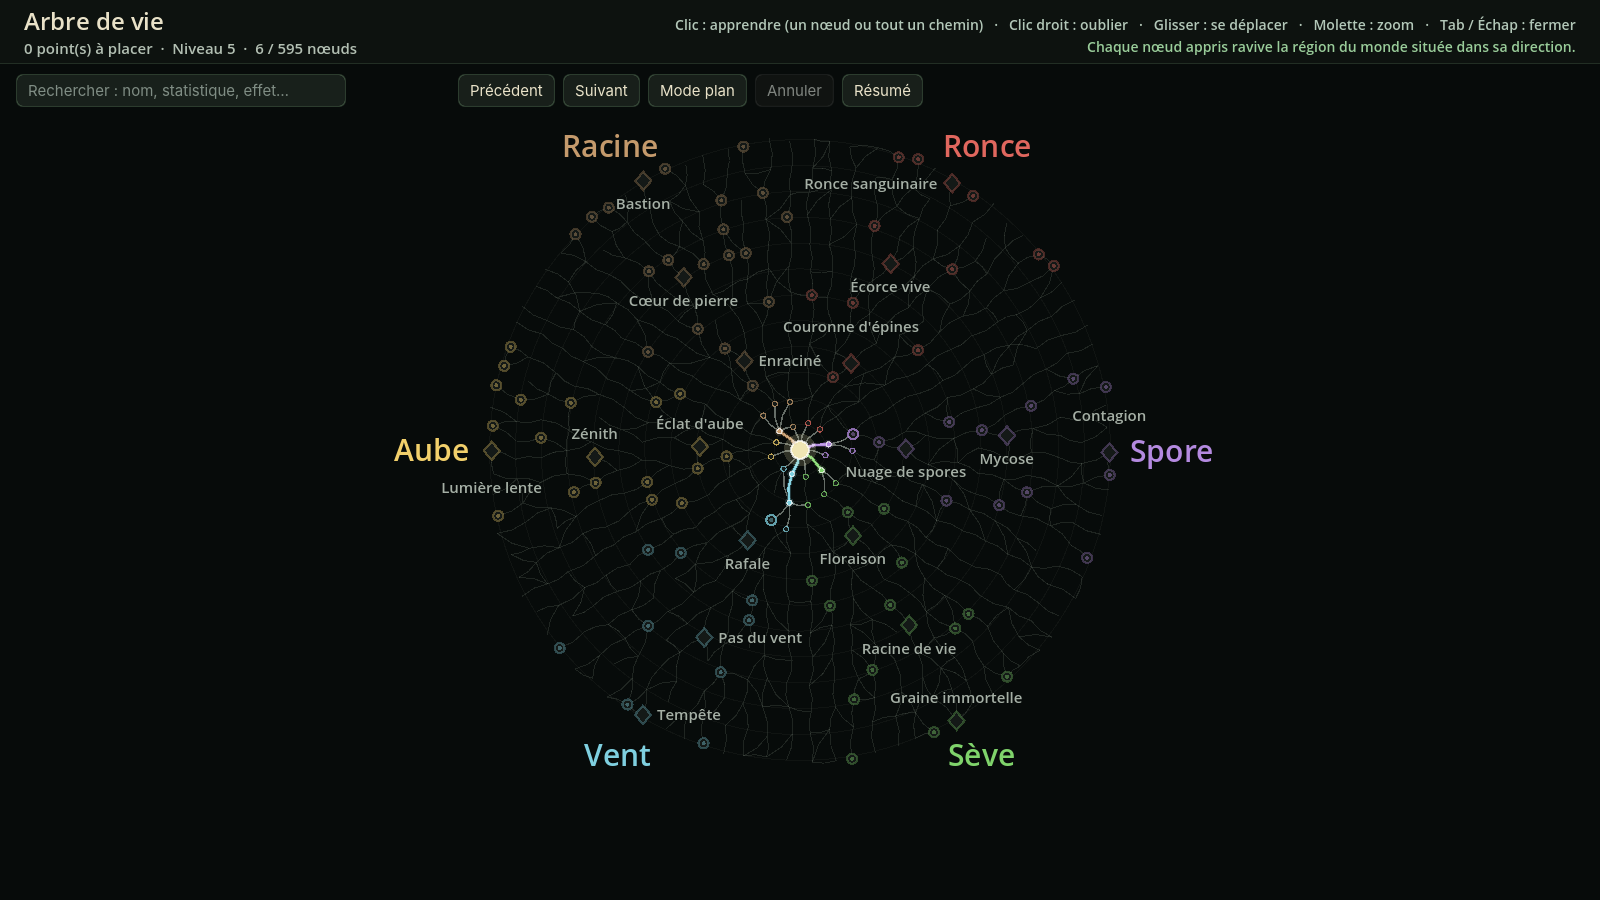 Arbre de vie
0 point(s) à placer · Niveau 5 · 6 / 595 nœuds
Clic : apprendre (un nœud ou tout un chemin) · Clic droit : oublier · Glisser : se déplacer · Molette : zoom · Tab / Échap : fermer
Chaque nœud appris ravive la région du monde située dans sa direction.
Rechercher : nom, statistique, effet...
Précédent
Suivant
Mode plan
Annuler
Résumé
Racine
Ronce
Ronce sanguinaire
Bastion
Écorce vive
Cœur de pierre
Couronne d'épines
Enraciné
Contagion
Éclat d'aube
Zénith
Aube
Spore
Mycose
Nuage de spores
Lumière lente
Floraison
Rafale
Pas du vent
Racine de vie
Graine immortelle
Tempête
Vent
Sève